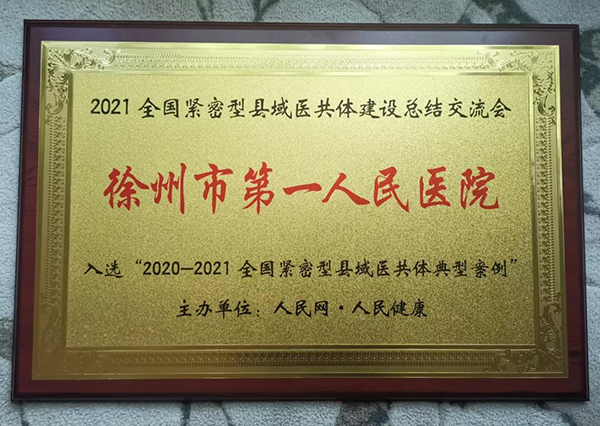 2021 全国紧密型县域医共体建设总结交流会
徐州市第一人民医院
入选“2020—2021 全国紧密型县域医共体典型案例”
主办单位：人民网·人民健康